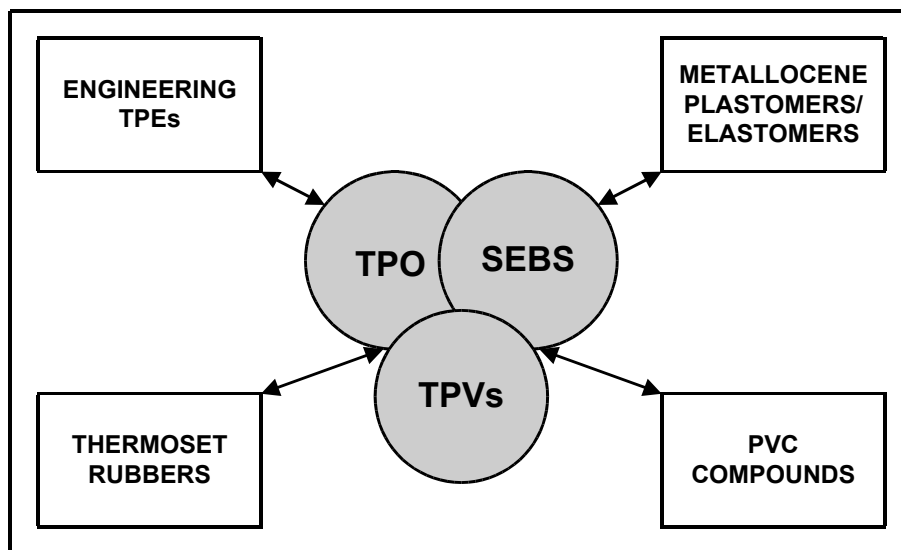 ENGINEERING
TPEs
METALLOCENE
PLASTOMERS/
ELASTOMERS
TPO
SEBS
TPVs
THERMOSET
RUBBERS
PVC
COMPOUNDS